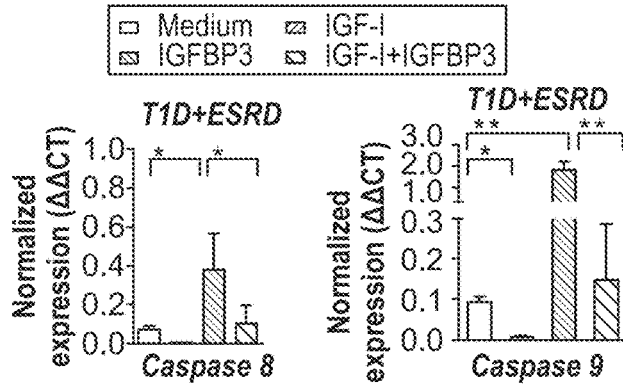 Medium IGF-I
IGFBP3 IGF-I+IGFBP3
T1D+ESRD
Normalized
expression (ΔΔCT)
1.0
0.8
0.6
0.4
0.2
0.0
* *
Caspase 8
T1D+ESRD
Normalized
expression (ΔΔCT)
3.0
2.0
1.0
0.3
0.2
0.1
0.0
** **
*
Caspase 9